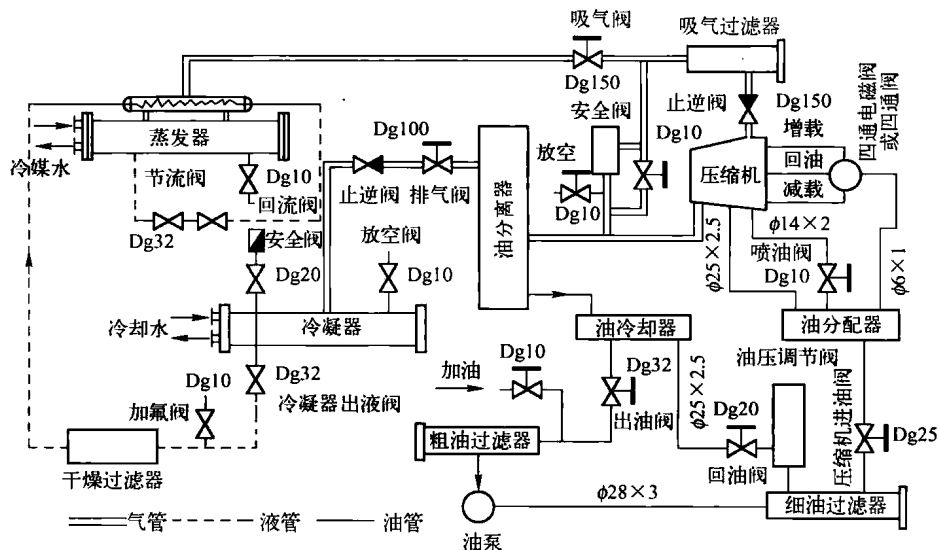 吸气阀
吸气过滤器
Dg150
安全阀
止逆阀
Dg150
增载
四通电磁阀
或四通阀
Dg100
Dg10
放空
蒸发器
冷媒水
节流阀
Dg10
回流阀
止逆阀
排气阀
油分离器
Dg10
压缩机
回油
减载
Dg32
安全阀
放空阀
φ25×2.5
φ14×2
喷油阀
Dg10
φ6×1
Dg20
Dg10
冷却水
冷凝器
油冷却器
油分配器
油压调节阀
Dg10
Dg32
冷凝器出液阀
加氟阀
加油
Dg10
Dg32
出油阀
φ25×2.5
Dg20
回油阀
压缩机进油阀
Dg25
粗油过滤器
干燥过滤器
φ28×3
细油过滤器
油泵
气管
液管
油管